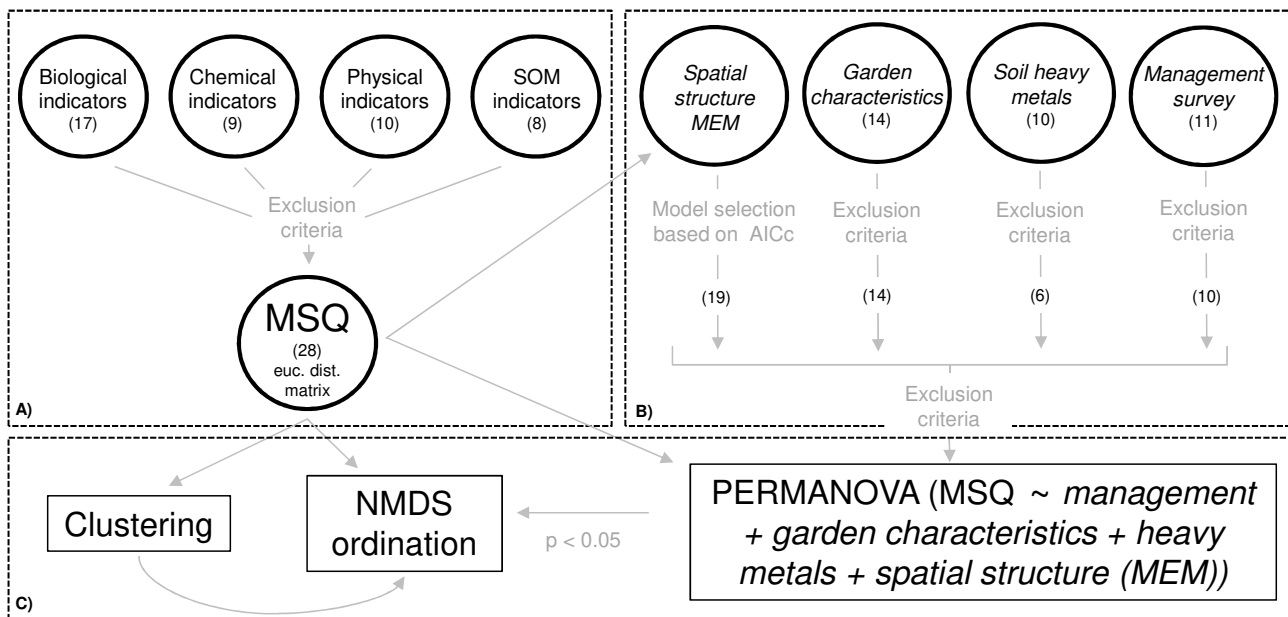 Biological
indicators
(17)
Chemical
indicators
(9)
Physical
indicators
(10)
SOM
indicators
(8)
Exclusion
criteria
MSQ
(28)
euc. dist.
matrix
A)
Spatial
structure
MEM
Garden
characteristics
(14)
Soil heavy
metals
(10)
Management
survey
(11)
Model selection
based on AICc
Exclusion
criteria
Exclusion
criteria
Exclusion
criteria
(19)
(14)
(6)
(10)
Exclusion
criteria
B)
Clustering
NMDS
ordination
p < 0.05
PERMANOVA (MSQ ~ management
+ garden characteristics + heavy
metals + spatial structure (MEM))
C)